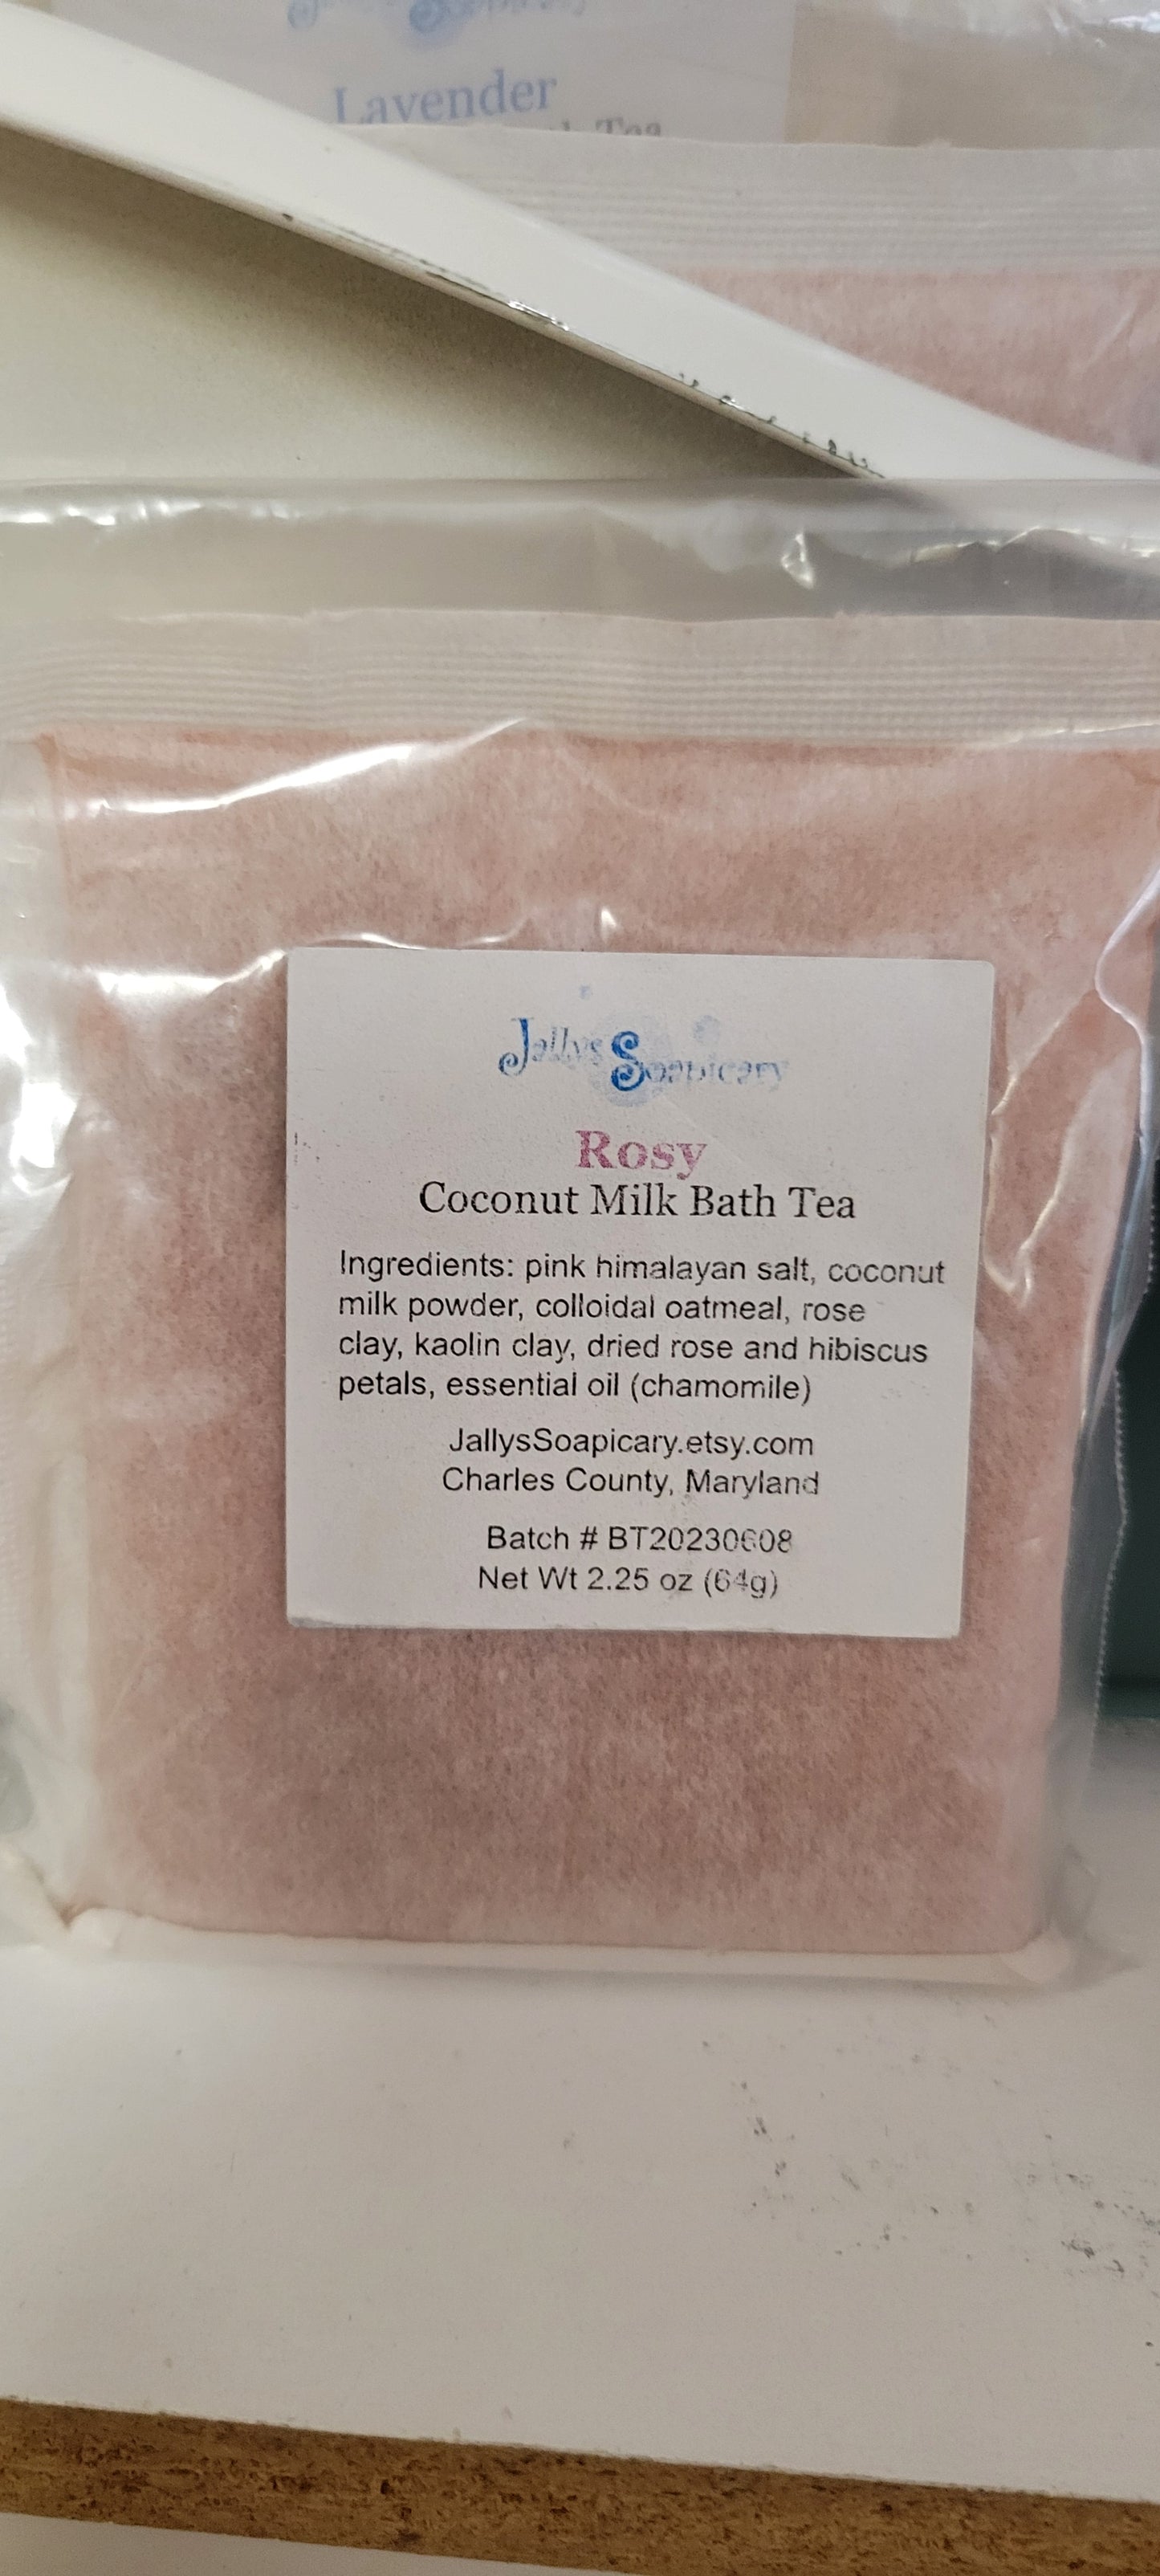 Lavender
Tea
Jallys Soapicary
Rosy
Coconut Milk Bath Tea
Ingredients: pink himalayan salt, coconut
milk powder, colloidal oatmeal, rose
clay, kaolin clay, dried rose and hibiscus
petals, essential oil (chamomile)
JallysSoapicary.etsy.com
Charles County, Maryland
Batch # BT20230608
Net Wt 2.25 oz (64g)